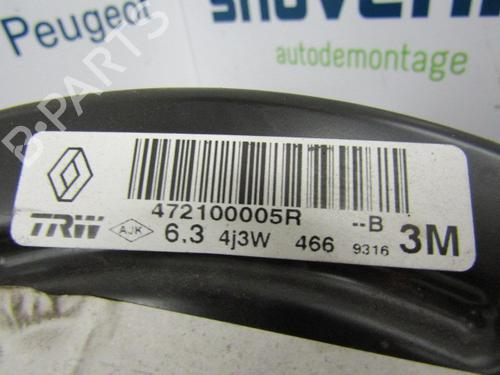 Peugeot
autodemontage
B-PARTS
472100005R
--B
TRW
AJK
6,3 4j3W 466 9316 3M